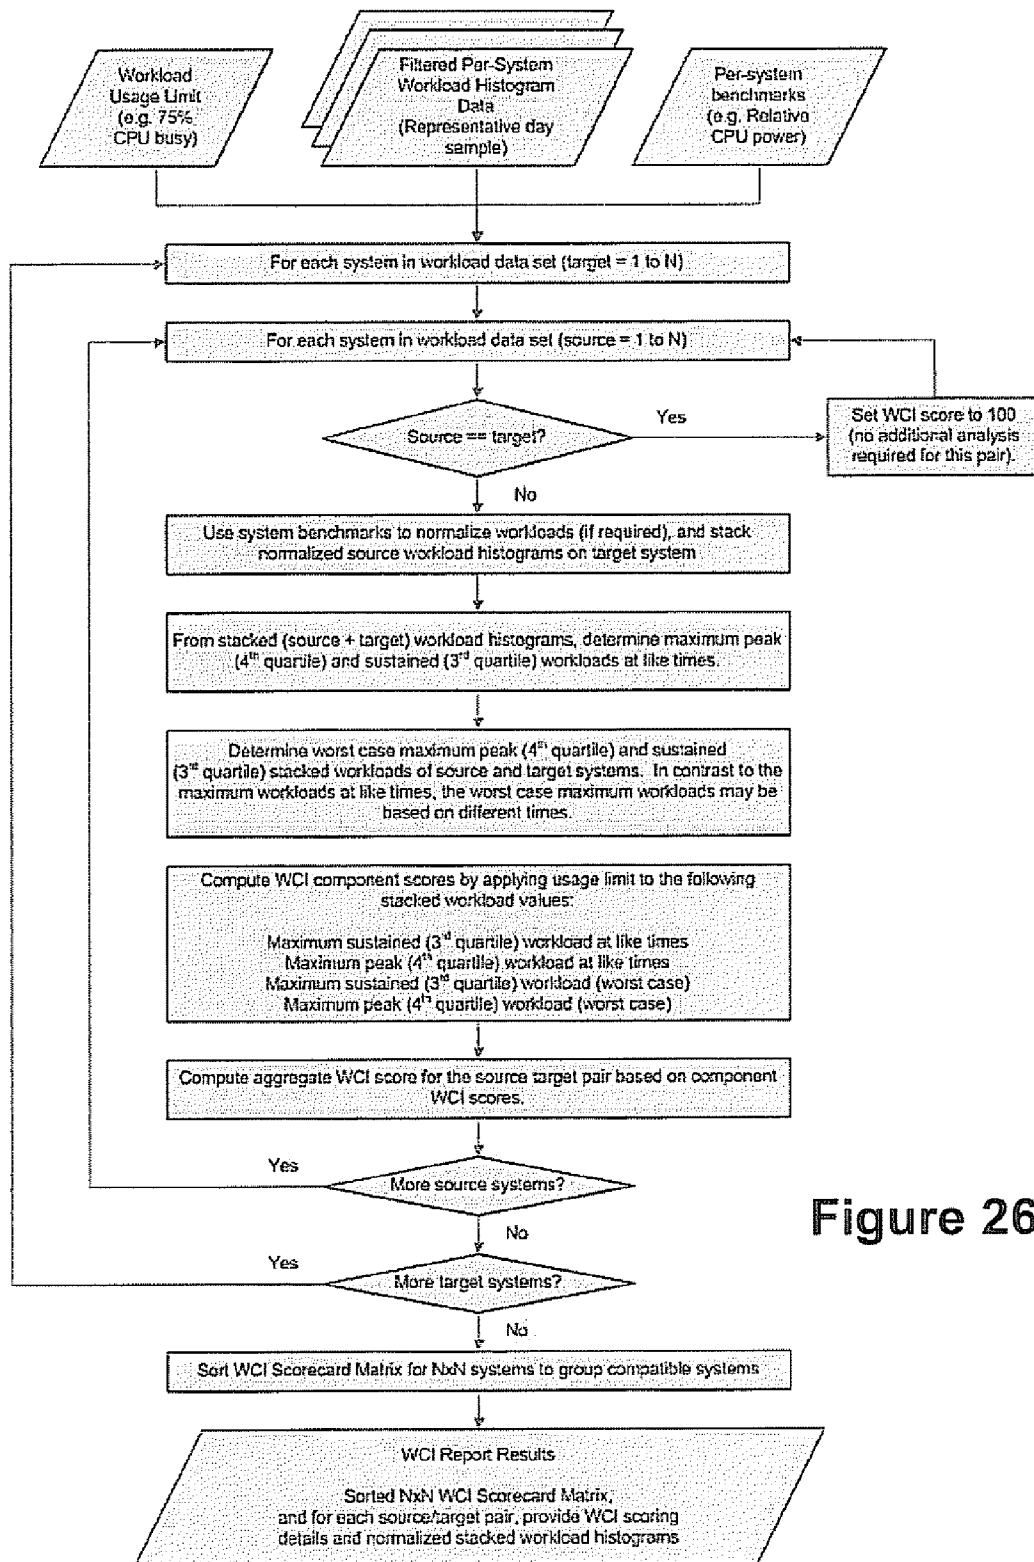 Workload
Usage Limit
(e.g. 75%
CPU busy)
Filtered Per-System
Workload Histogram
Data
(Representative day
sample)
Per-system
benchmarks
(e.g. Relative
CPU power)
For each system in workload data set (target = 1 to N)
For each system in workload data set (source = 1 to N)
Source == target?
Yes
Set WCI score to 100
(no additional analysis
required for this pair).
No
Use system benchmarks to normalize workloads (if required), and stack
normalized source workload histograms on target system
From stacked (source + target) workload histograms, determine maximum peak
(4th quartile) and sustained (3rd quartile) workloads at like times.
Determine worst case maximum peak (4th quartile) and sustained
(3rd quartile) stacked workloads of source and target systems. In contrast to the
maximum workloads at like times, the worst case maximum workloads may be
based on different times.
Compute WCI component scores by applying usage limit to the following
stacked workload values:
Maximum sustained (3rd quartile) workload at like times
Maximum peak (4th quartile) workload at like times
Maximum sustained (3rd quartile) workload (worst case)
Maximum peak (4th quartile) workload (worst case)
Compute aggregate WCI score for the source target pair based on component
WCI scores.
Yes
More source systems?
Figure 26
No
Yes
More target systems?
No
Sort WCI Scorecard Matrix for NxN systems to group compatible systems
WCI Report Results
Sorted NxN WCI Scorecard Matrix,
and for each source/target pair, provide WCI scoring
details and normalized stacked workload histograms